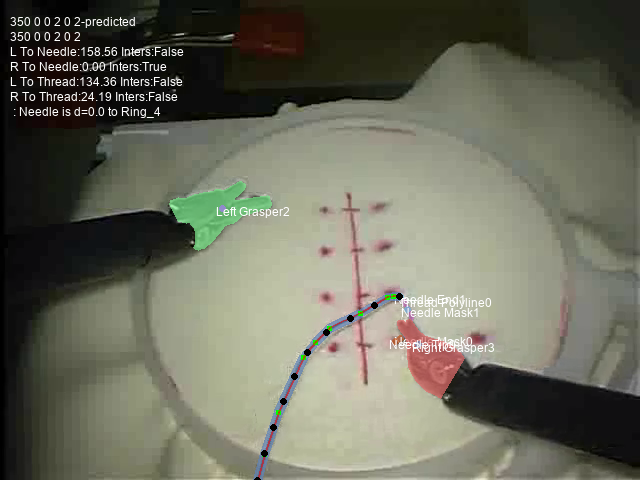 350 0 0 2 0 2-predicted
350 0 0 2 0 2
L To Needle:158.56 Inters:False
R To Needle:0.00 Inters:True
L To Thread:134.36 Inters:False
R To Thread:24.19 Inters:False
: Needle is d=0.0 to Ring_4
Left Grasper2
Needle End1
Thread Polyline0
Needle Mask1
Mask0
Right Grasper3